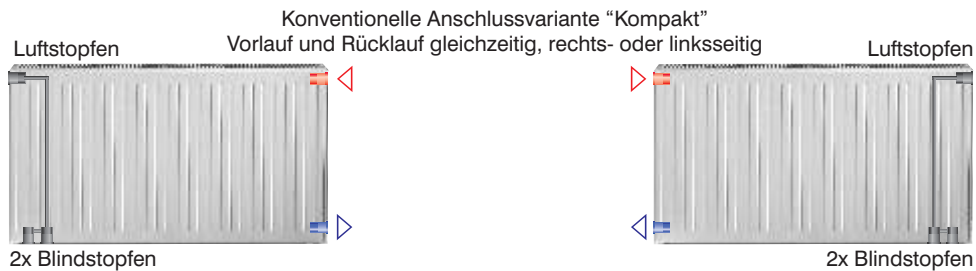 Konventionelle Anschlussvariante “Kompakt”
Vorlauf und Rücklauf gleichzeitig, rechts- oder linksseitig
Luftstopfen
Luftstopfen
2x Blindstopfen
2x Blindstopfen